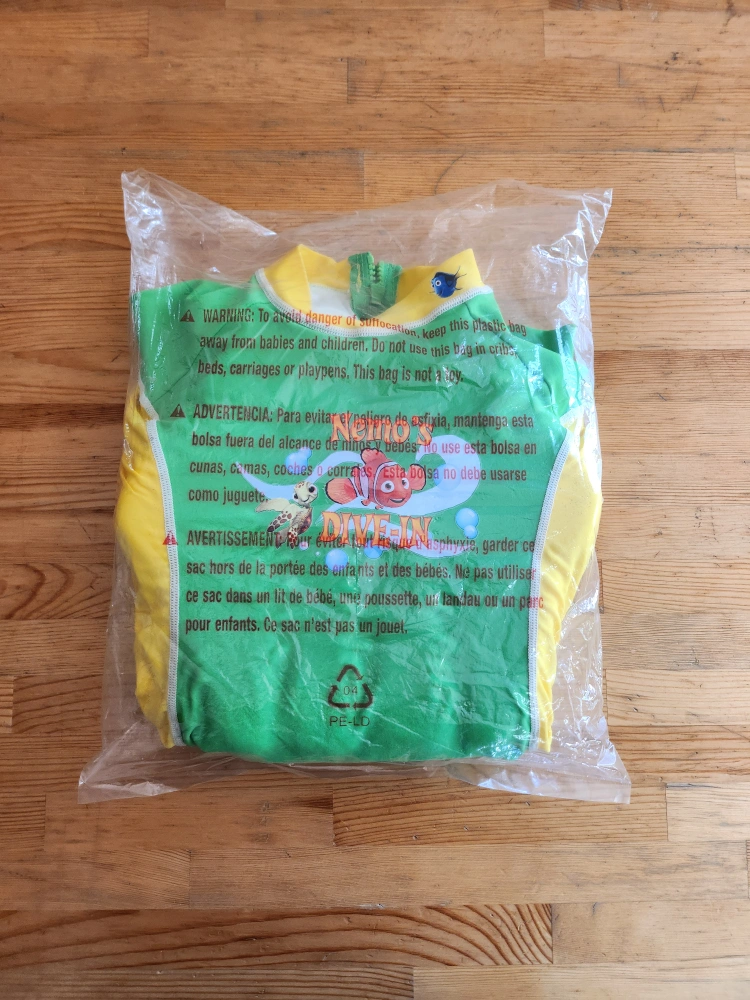 WARNING: To avoid danger of suffocation, keep this plastic bag
away from babies and children. Do not use this bag in cribs,
beds, carriages or playpens. This bag is not a toy.
ADVERTENCIA: Para evitar el peligro de asfixia, mantenga esta
bolsa fuera del alcance de niños y bebés. No use esta bolsa en
cunas, camas, coches o corrales. Esta bolsa no debe usarse
como juguete.
Nemo's
DIVE-IN
AVERTISSEMENT: Pour éviter tout risque d'asphyxie, garder ce
sac hors de la portée des enfants et des bébés. Ne pas utiliser
ce sac dans un lit de bébé, une poussette, un landau ou un parc
pour enfants. Ce sac n'est pas un jouet.
04
PE-LD